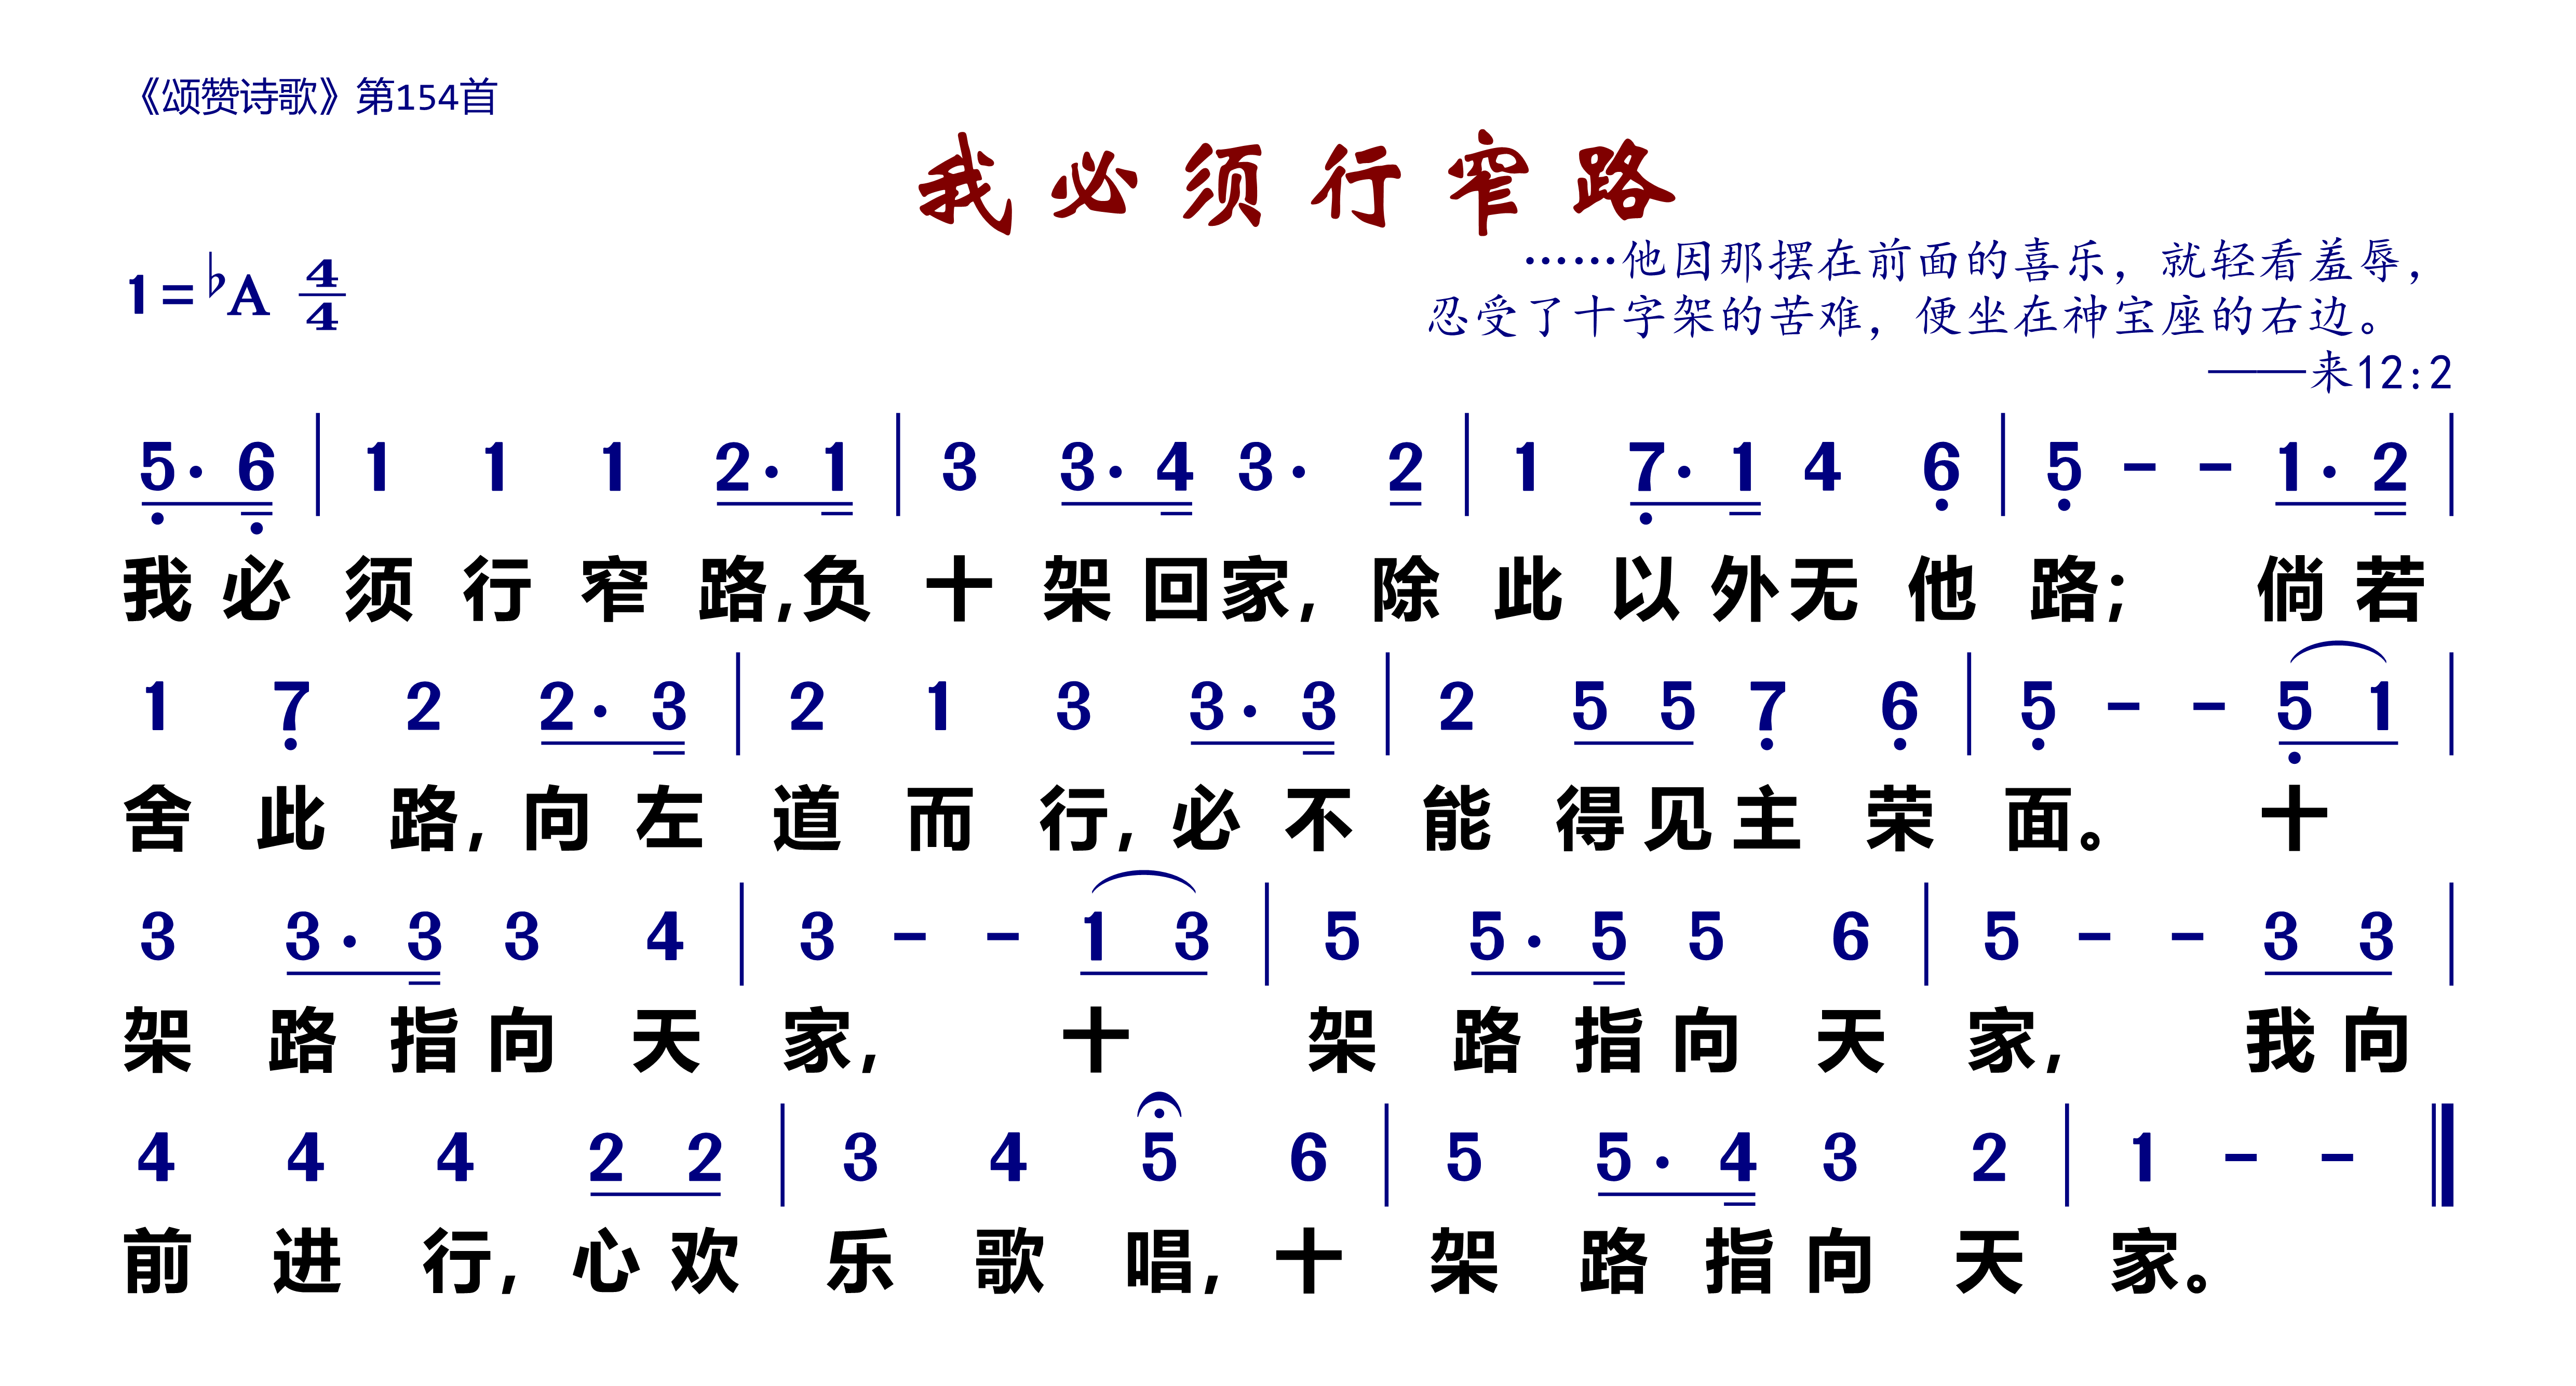 《颂赞诗歌》第154首
我必须行窄路
1=♭A 4/4
……他因那摆在前面的喜乐，就轻看羞辱，
忍受了十字架的苦难，便坐在神宝座的右边。
——来12:2
5· 6 | 1 1 1 2· 1 | 3 3· 4 3· 2 | 1 7· 1 4 6 | 5 - - 1· 2 |
我必须行窄路,负十架回家,除此以外无他路;倘若
1 7 2 2· 3 | 2 1 3 3· 3 | 2 5 5 7 6 | 5 - - 5 1 |
舍此路,向左道而行,必不能得见主荣面。十
3 3· 3 3 4 | 3 - - 1 3 | 5 5· 5 5 6 | 5 - - 3 3 |
架路指向天家,十架路指向天家,我向
4 4 4 2 2 | 3 4 5 6 | 5 5· 4 3 2 | 1 - - ‖
前进行,心欢乐歌唱,十架路指向天家。